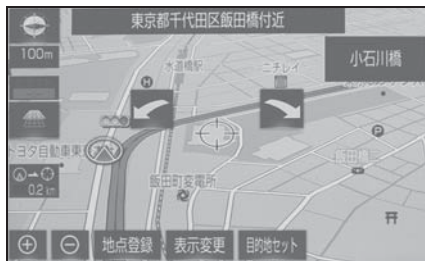 東京都千代田区飯田橋付近
100m
小石川橋
水道橋駅
ニチレイ
H
P
トヨタ自動車東
飯田町変電所
0.2km
地点登録
表示変更
目的地セット